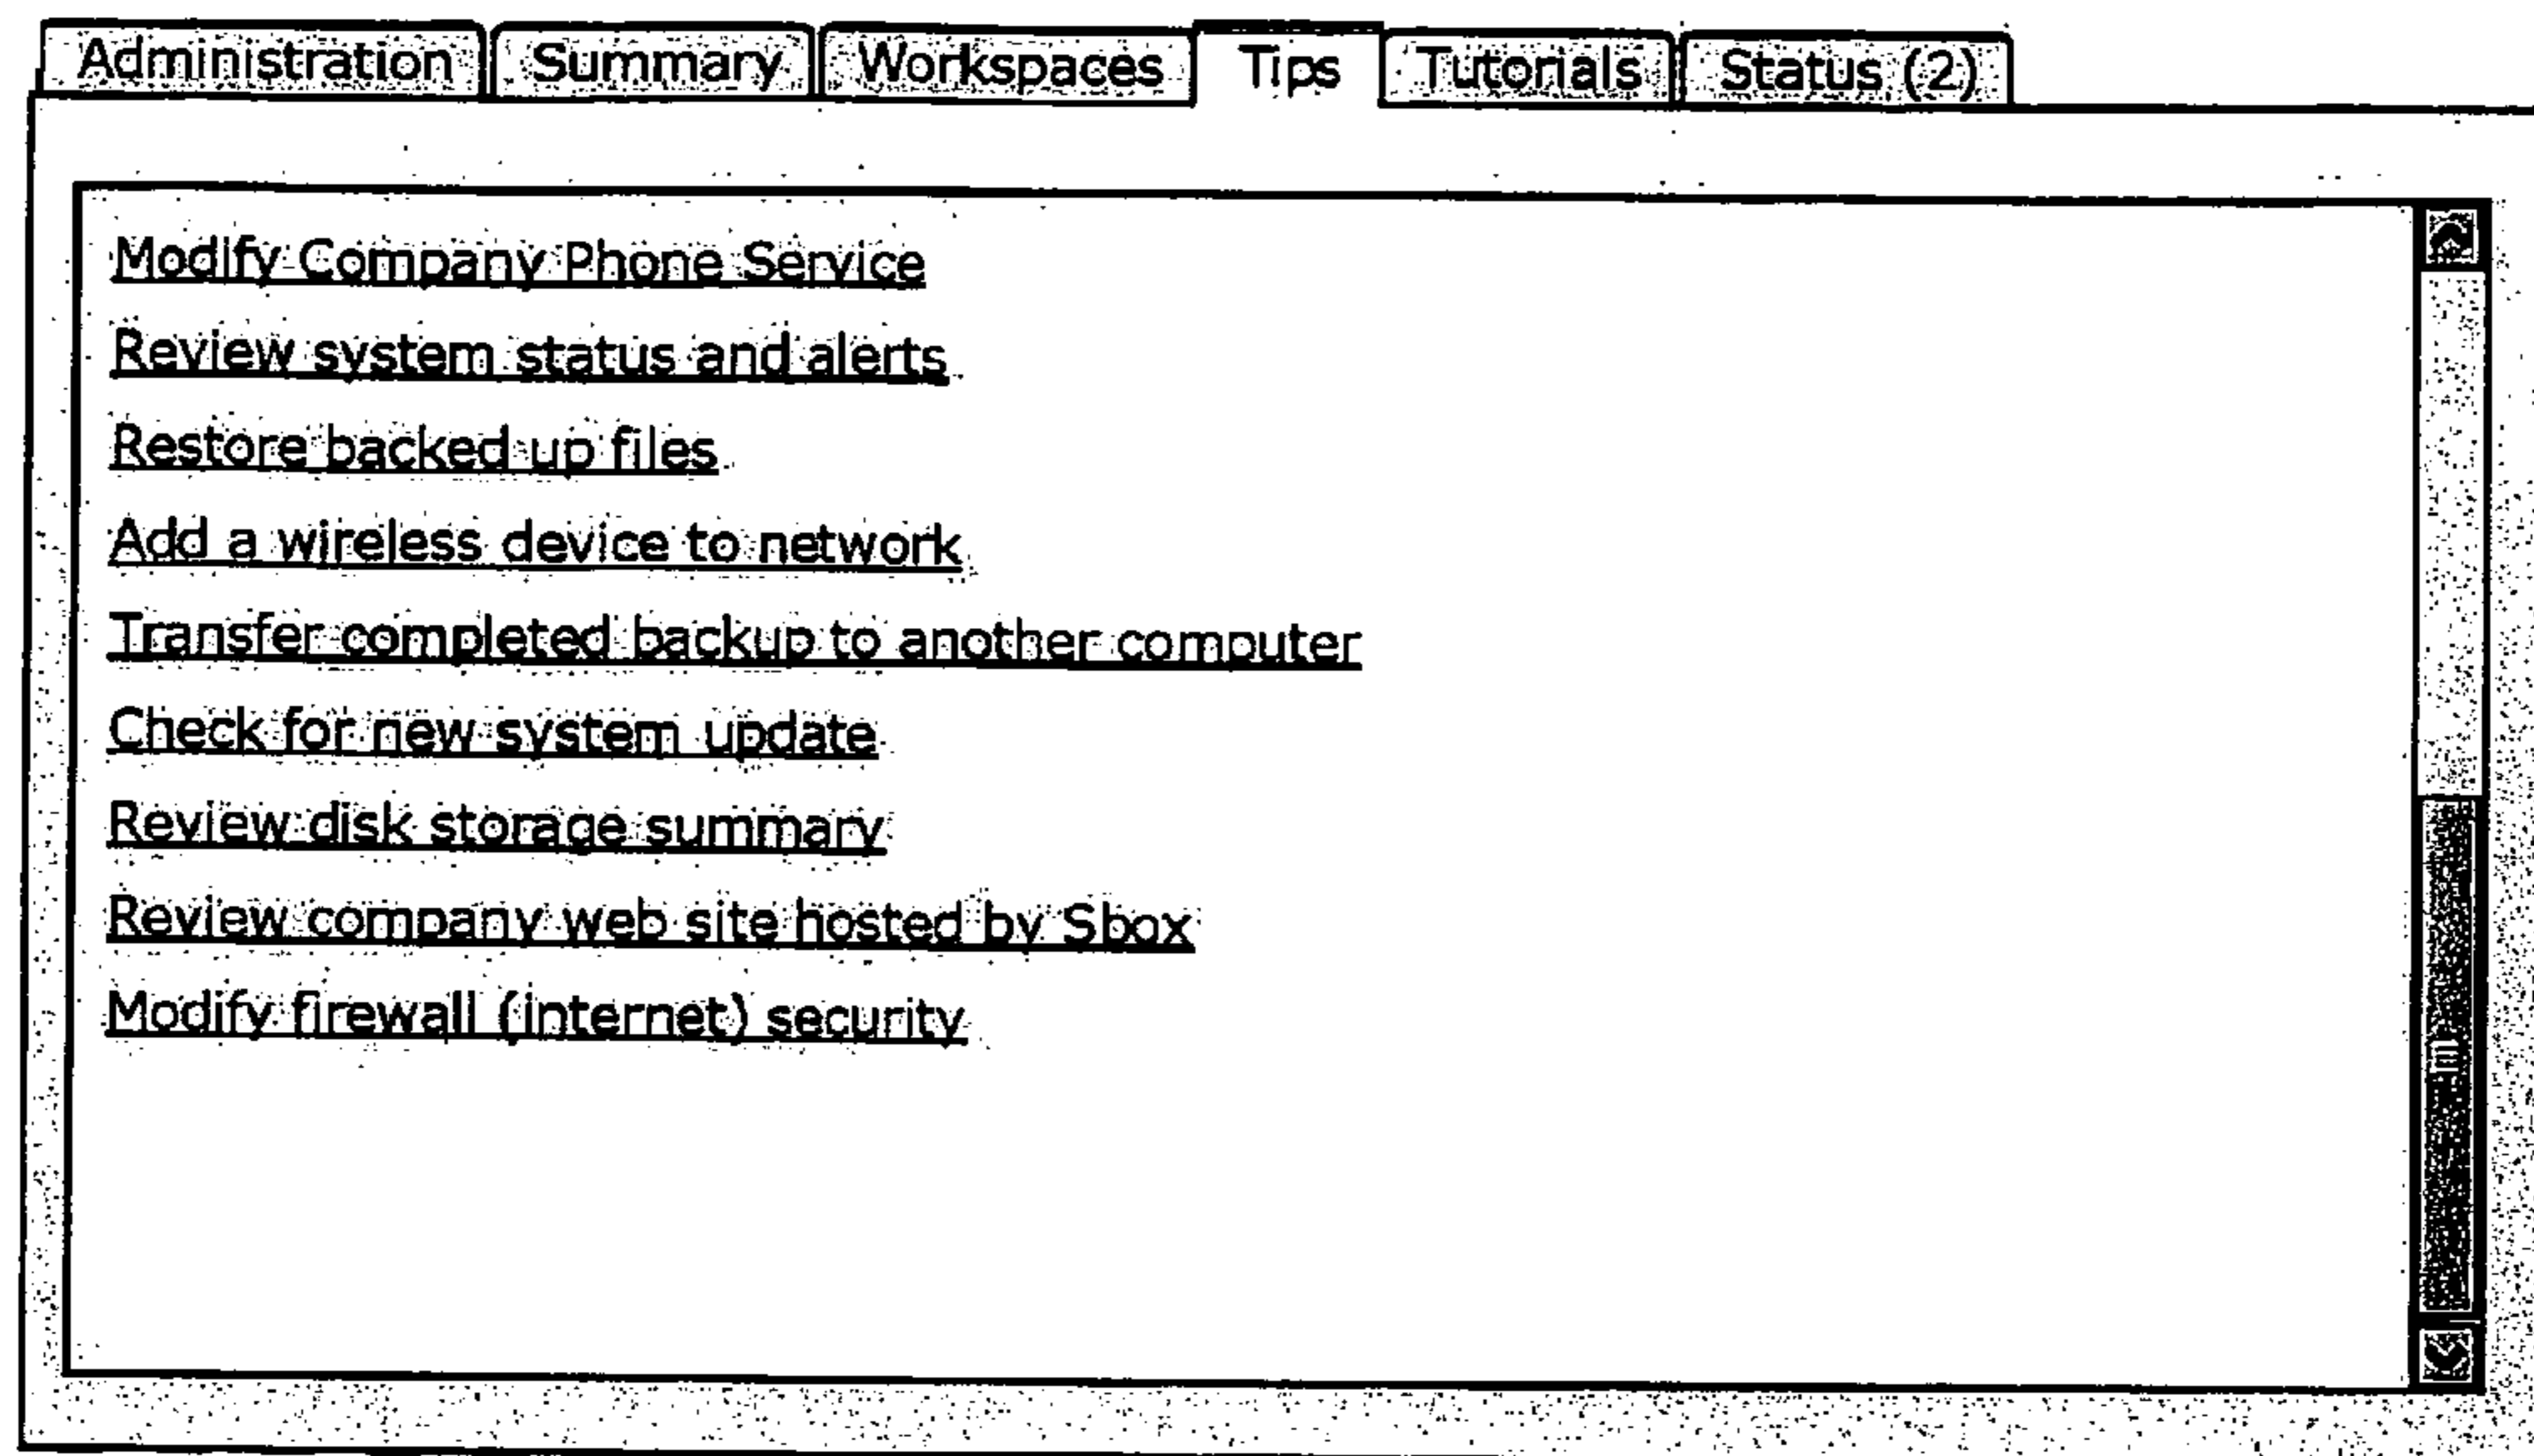 Administration Summary Workspaces Tips Tutorials Status (2)
Modify Company Phone Service
Review system status and alerts
Restore backed up files
Add a wireless device to network
Transfer completed backup to another computer
Check for new system update
Review disk storage summary
Review company web site hosted by Sbox
Modify firewall (internet) security